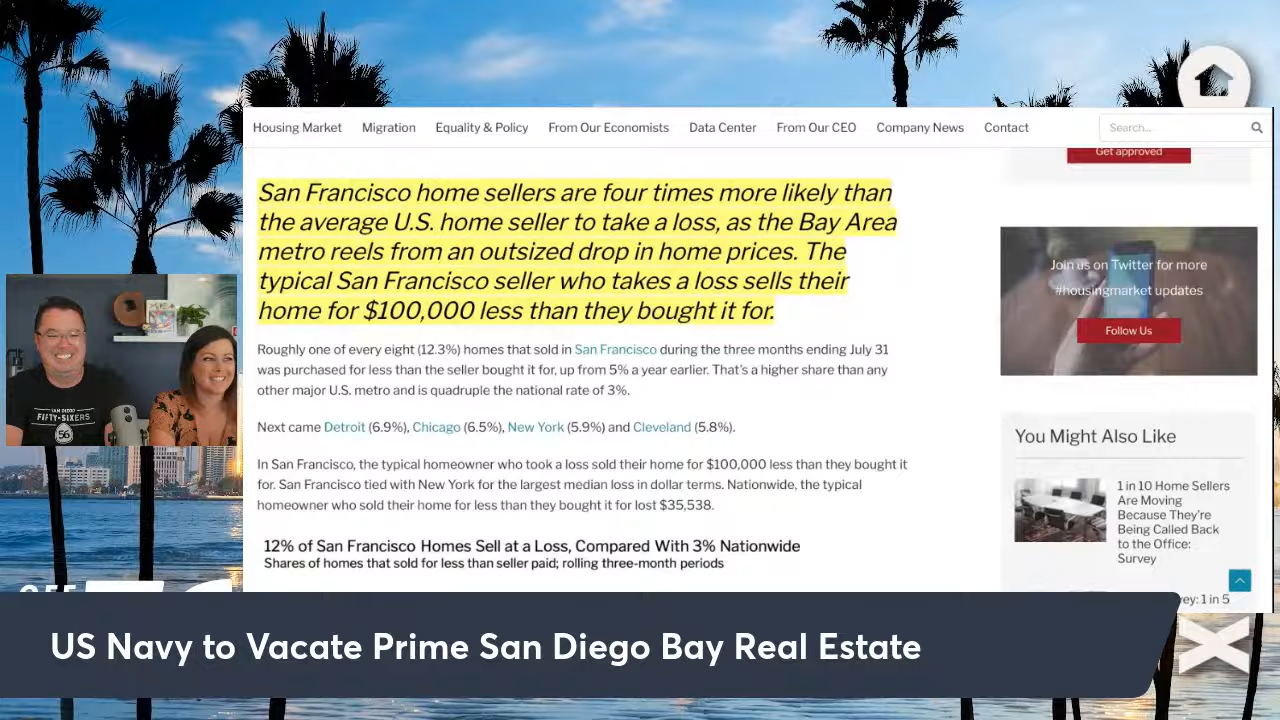 Housing Market Migration Equality & Policy From Our Economists Data Center From Our CEO Company News Contact Search...
Get approved
San Francisco home sellers are four times more likely than
the average U.S. home seller to take a loss, as the Bay Area
metro reels from an outsized drop in home prices. The
typical San Francisco seller who takes a loss sells their
home for $100,000 less than they bought it for.
Roughly one of every eight (12.3%) homes that sold in San Francisco during the three months ending July 31
was purchased for less than the seller bought it for, up from 5% a year earlier. That's a higher share than any
other major U.S. metro and is quadruple the national rate of 3%.
Next came Detroit (6.9%), Chicago (6.5%), New York (5.9%) and Cleveland (5.8%).
In San Francisco, the typical homeowner who took a loss sold their home for $100,000 less than they bought it
for. San Francisco tied with New York for the largest median loss in dollar terms. Nationwide, the typical
homeowner who sold their home for less than they bought it for lost $35,538.
12% of San Francisco Homes Sell at a Loss, Compared With 3% Nationwide
Shares of homes that sold for less than seller paid; rolling three-month periods
Join us on Twitter for more
#housingmarket updates
Follow Us
You Might Also Like
1 in 10 Home Sellers
Are Moving
Because They're
Being Called Back
to the Office:
Survey
vey: 1 in 5
SAN DIEGO
FIFTY-SIXERS
56
US Navy to Vacate Prime San Diego Bay Real Estate